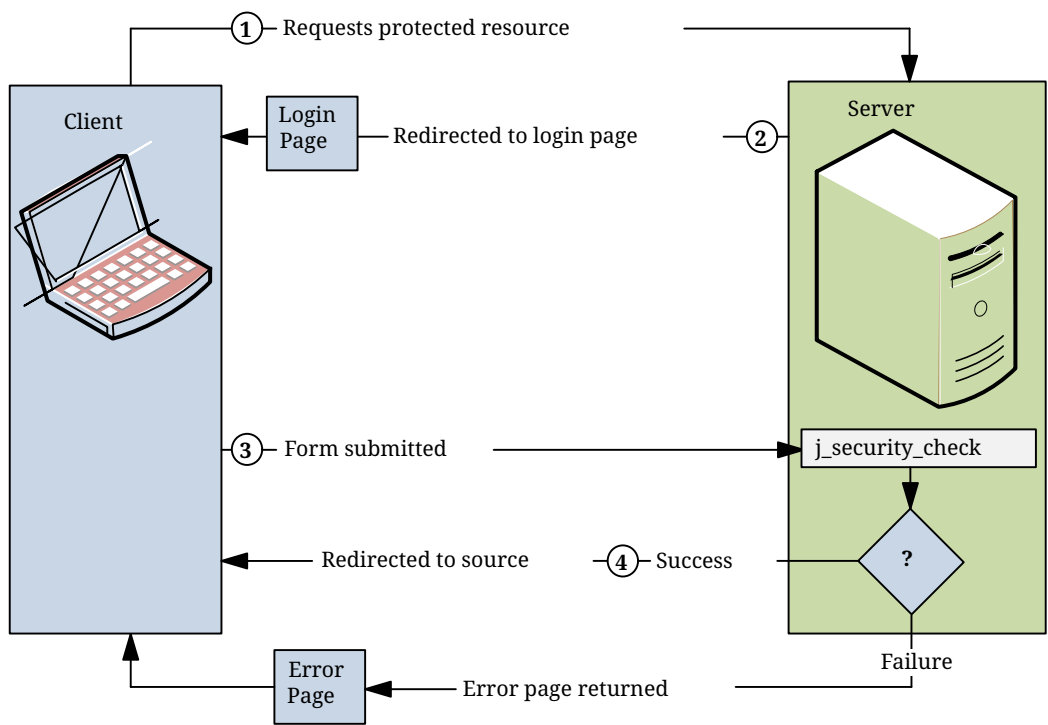 1 Requests protected resource
Client
Login
Page
Redirected to login page
2
Server
3 Form submitted
j_security_check
Redirected to source
4 Success
?
Failure
Error
Page
Error page returned